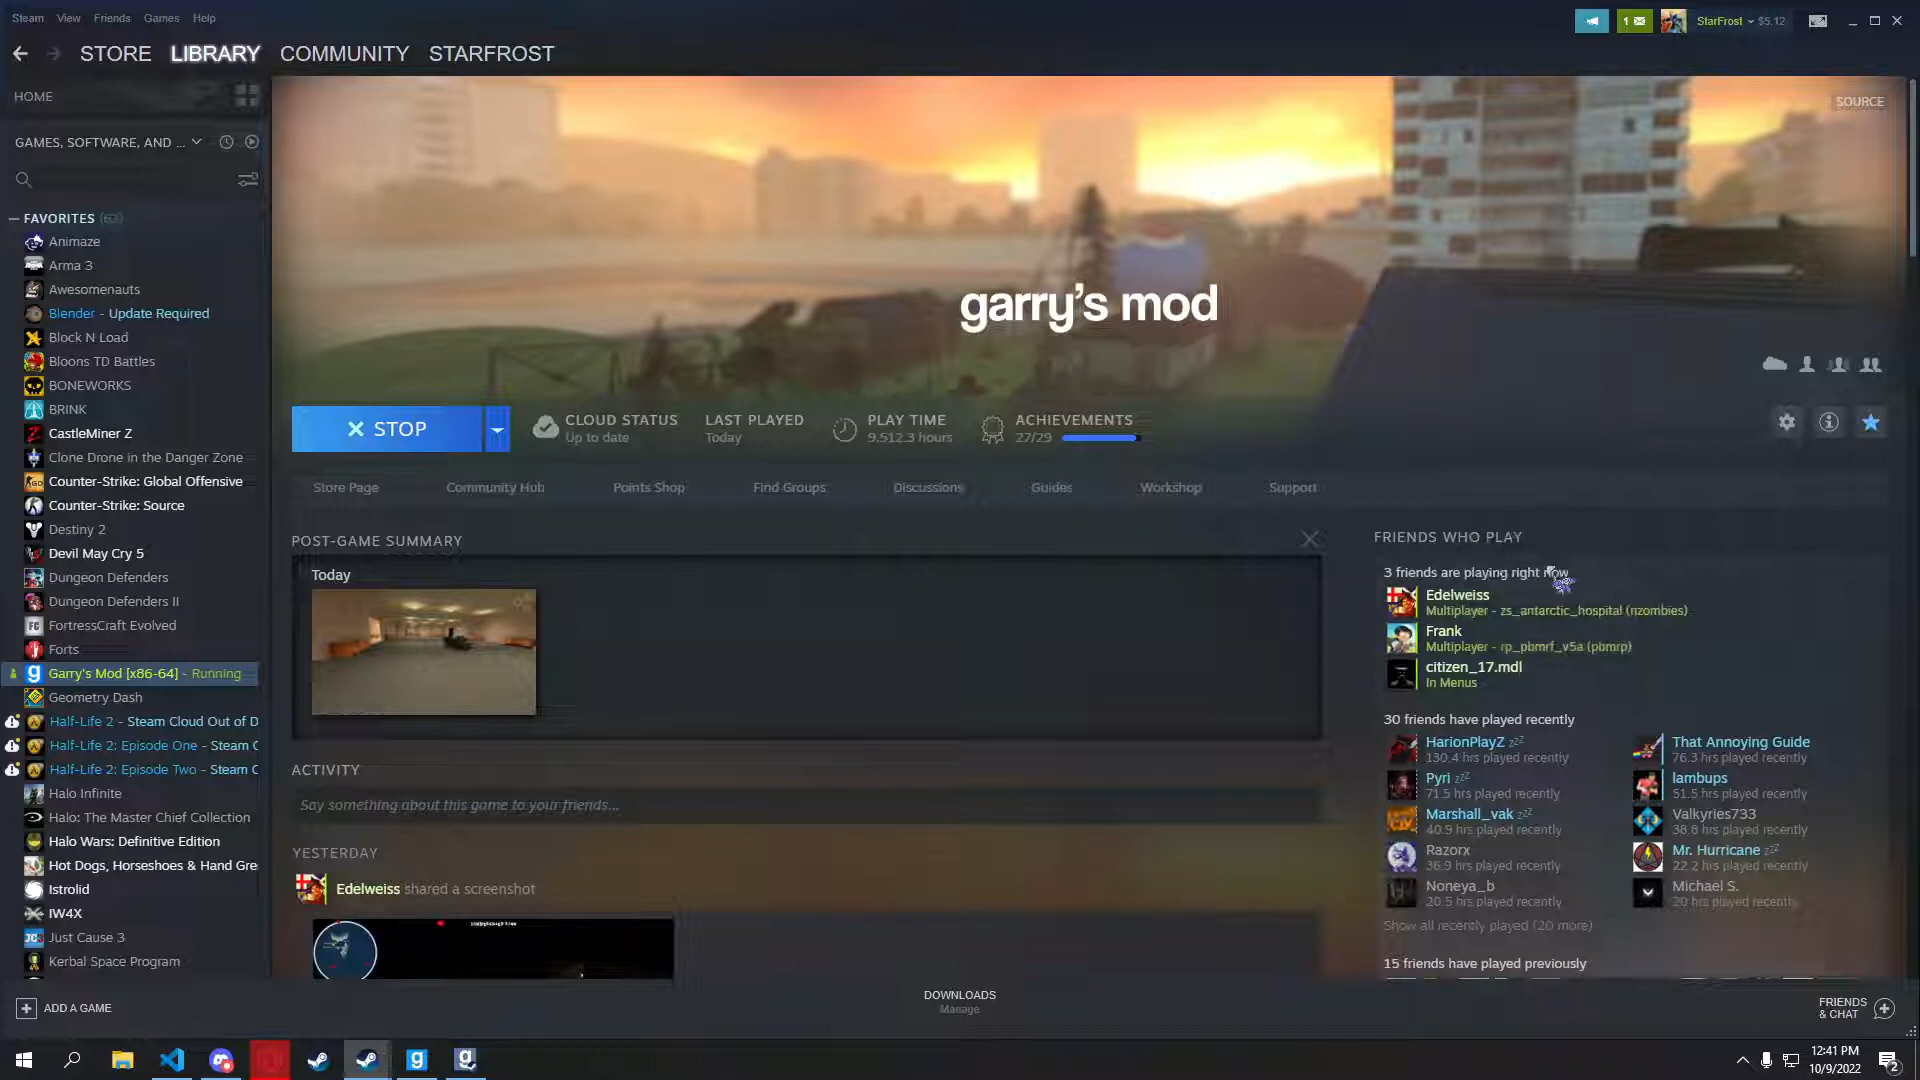 Steam View Friends Games Help
1
StarFrost $5.12
STORE LIBRARY COMMUNITY STARFROST
HOME
GAMES, SOFTWARE, AND ...
FAVORITES (62)
Animaze
Arma 3
Awesomenauts
Blender - Update Required
Block N Load
Bloons TD Battles
BONEWORKS
BRINK
CastleMiner Z
Clone Drone in the Danger Zone
Counter-Strike: Global Offensive
Counter-Strike: Source
Destiny 2
Devil May Cry 5
Dungeon Defenders
Dungeon Defenders II
FC FortressCraft Evolved
Forts
g Garry's Mod [x86-64] - Running
Geometry Dash
Half-Life 2 - Steam Cloud Out of D
Half-Life 2: Episode One - Steam C
Half-Life 2: Episode Two - Steam C
Halo Infinite
Halo: The Master Chief Collection
Halo Wars: Definitive Edition
Hot Dogs, Horseshoes & Hand Gre
Istrolid
IW4X
JC3 Just Cause 3
Kerbal Space Program
SOURCE
garry's mod
STOP
CLOUD STATUS
Up to date
LAST PLAYED
Today
PLAY TIME
9,512.3 hours
ACHIEVEMENTS
27/29
Store Page Community Hub Points Shop Find Groups Discussions Guides Workshop Support
POST-GAME SUMMARY
Today
ACTIVITY
Say something about this game to your friends...
YESTERDAY
Edelweiss shared a screenshot
FRIENDS WHO PLAY
3 friends are playing right now
Edelweiss
Multiplayer - zs_antarctic_hospital (nzombies)
Frank
Multiplayer - rp_pbmrf_v5a (pbmrp)
citizen_17.mdl
In Menus
30 friends have played recently
HarionPlayZ zzz
130.4 hrs played recently
That Annoying Guide
76.3 hrs played recently
Pyri zzz
71.5 hrs played recently
lambups
51.5 hrs played recently
Marshall_vak zzz
40.9 hrs played recently
Valkyries733
38.8 hrs played recently
Razorx
36.9 hrs played recently
Mr. Hurricane zzz
22.2 hrs played recently
Noneya_b
20.5 hrs played recently
Michael S.
20 hrs played recently
Show all recently played (20 more)
15 friends have played previously
ADD A GAME
DOWNLOADS
Manage
FRIENDS
& CHAT
g
g
12:41 PM
10/9/2022
2